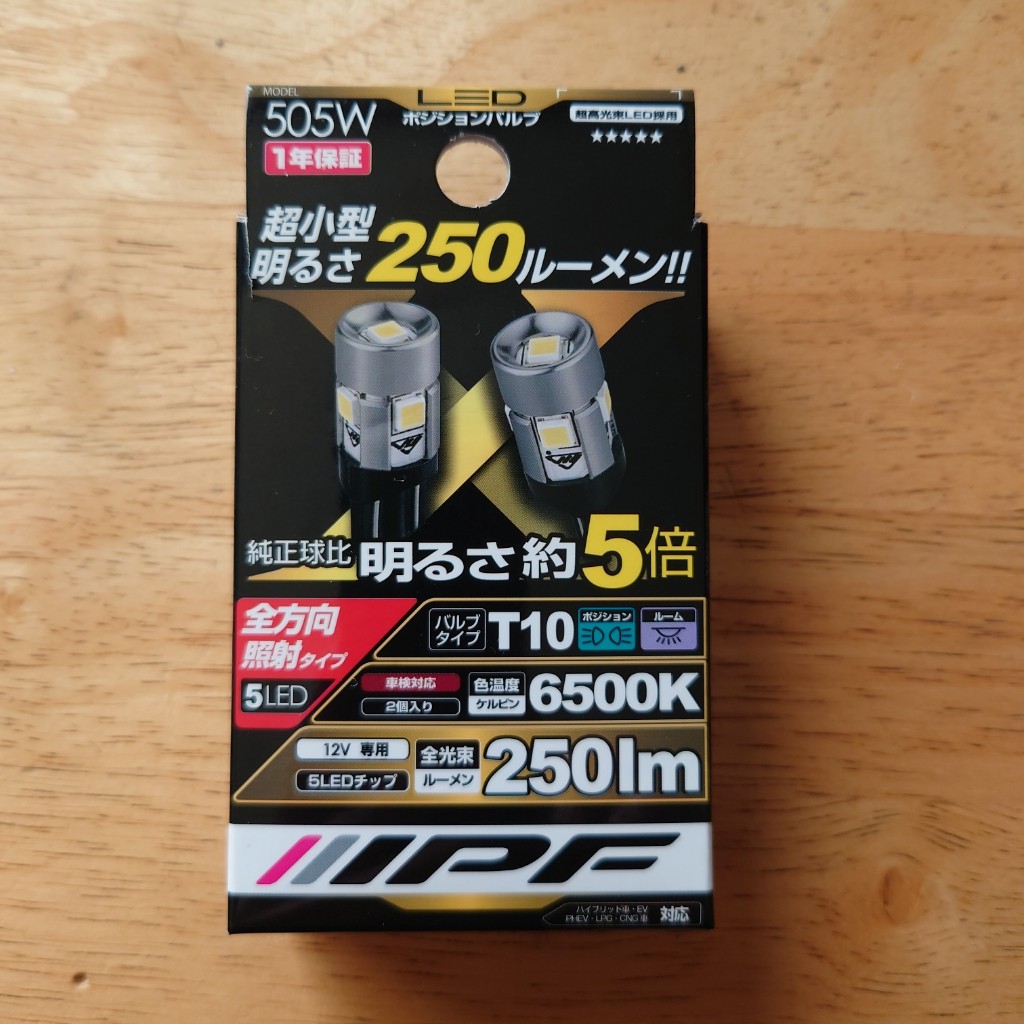 MODEL
505W
1年保証
LED
ポジションバルブ
超高光束LED採用
★★★★★
超小型
明るさ250ルーメン!!
純正球比 明るさ 約5倍
全方向
照射タイプ
5LED
バルブ
タイプ
T10
ポジション
ルーム
車検対応
2個入り
色温度
ケルビン
6500K
12V 専用
5LEDチップ
全光束
ルーメン
250lm
IPF
ハイブリッド車・EV
PHEV・LPG・CNG車
対応